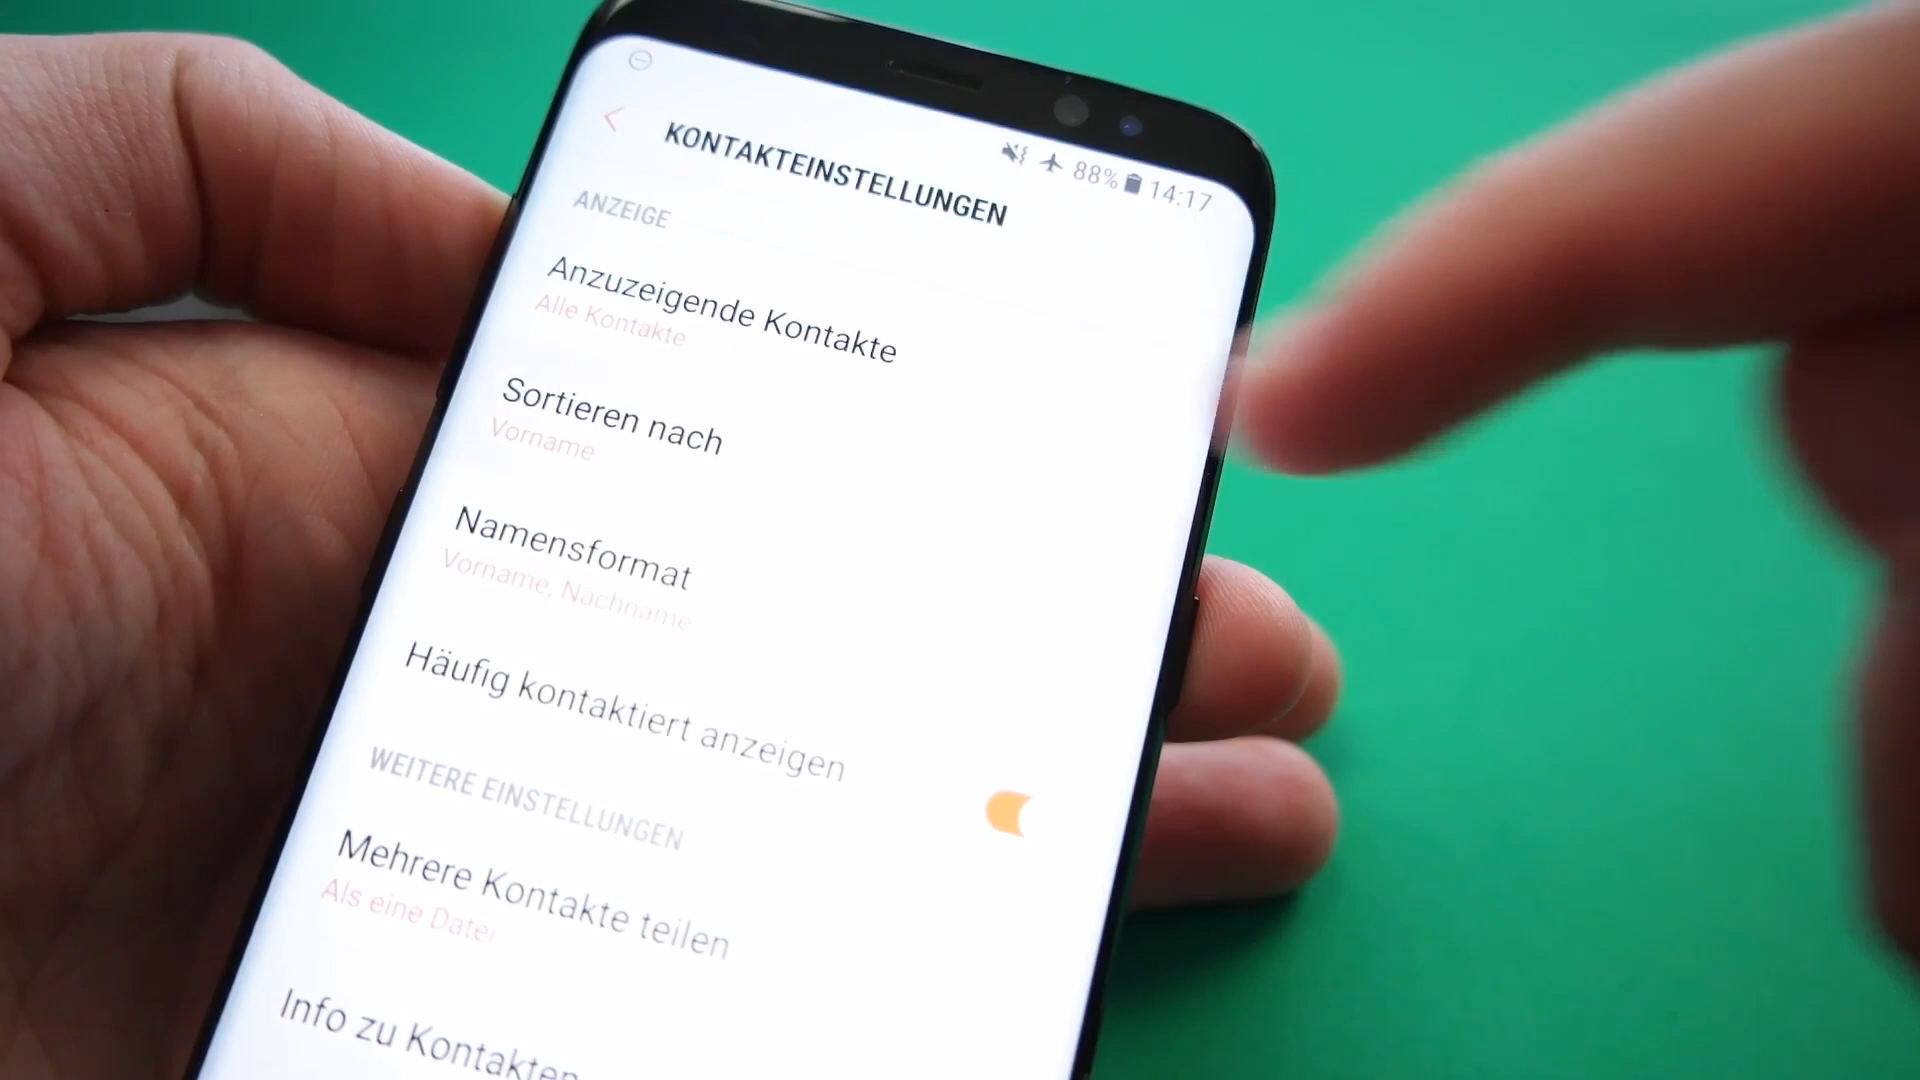 88% 14:17
KONTAKTEINSTELLUNGEN
ANZEIGE
Anzuzeigende Kontakte
Alle Kontakte
Sortieren nach
Vorname
Namensformat
Vorname, Nachname
Häufig kontaktiert anzeigen
WEITERE EINSTELLUNGEN
Mehrere Kontakte teilen
Als eine Datei
Info zu Kontakten